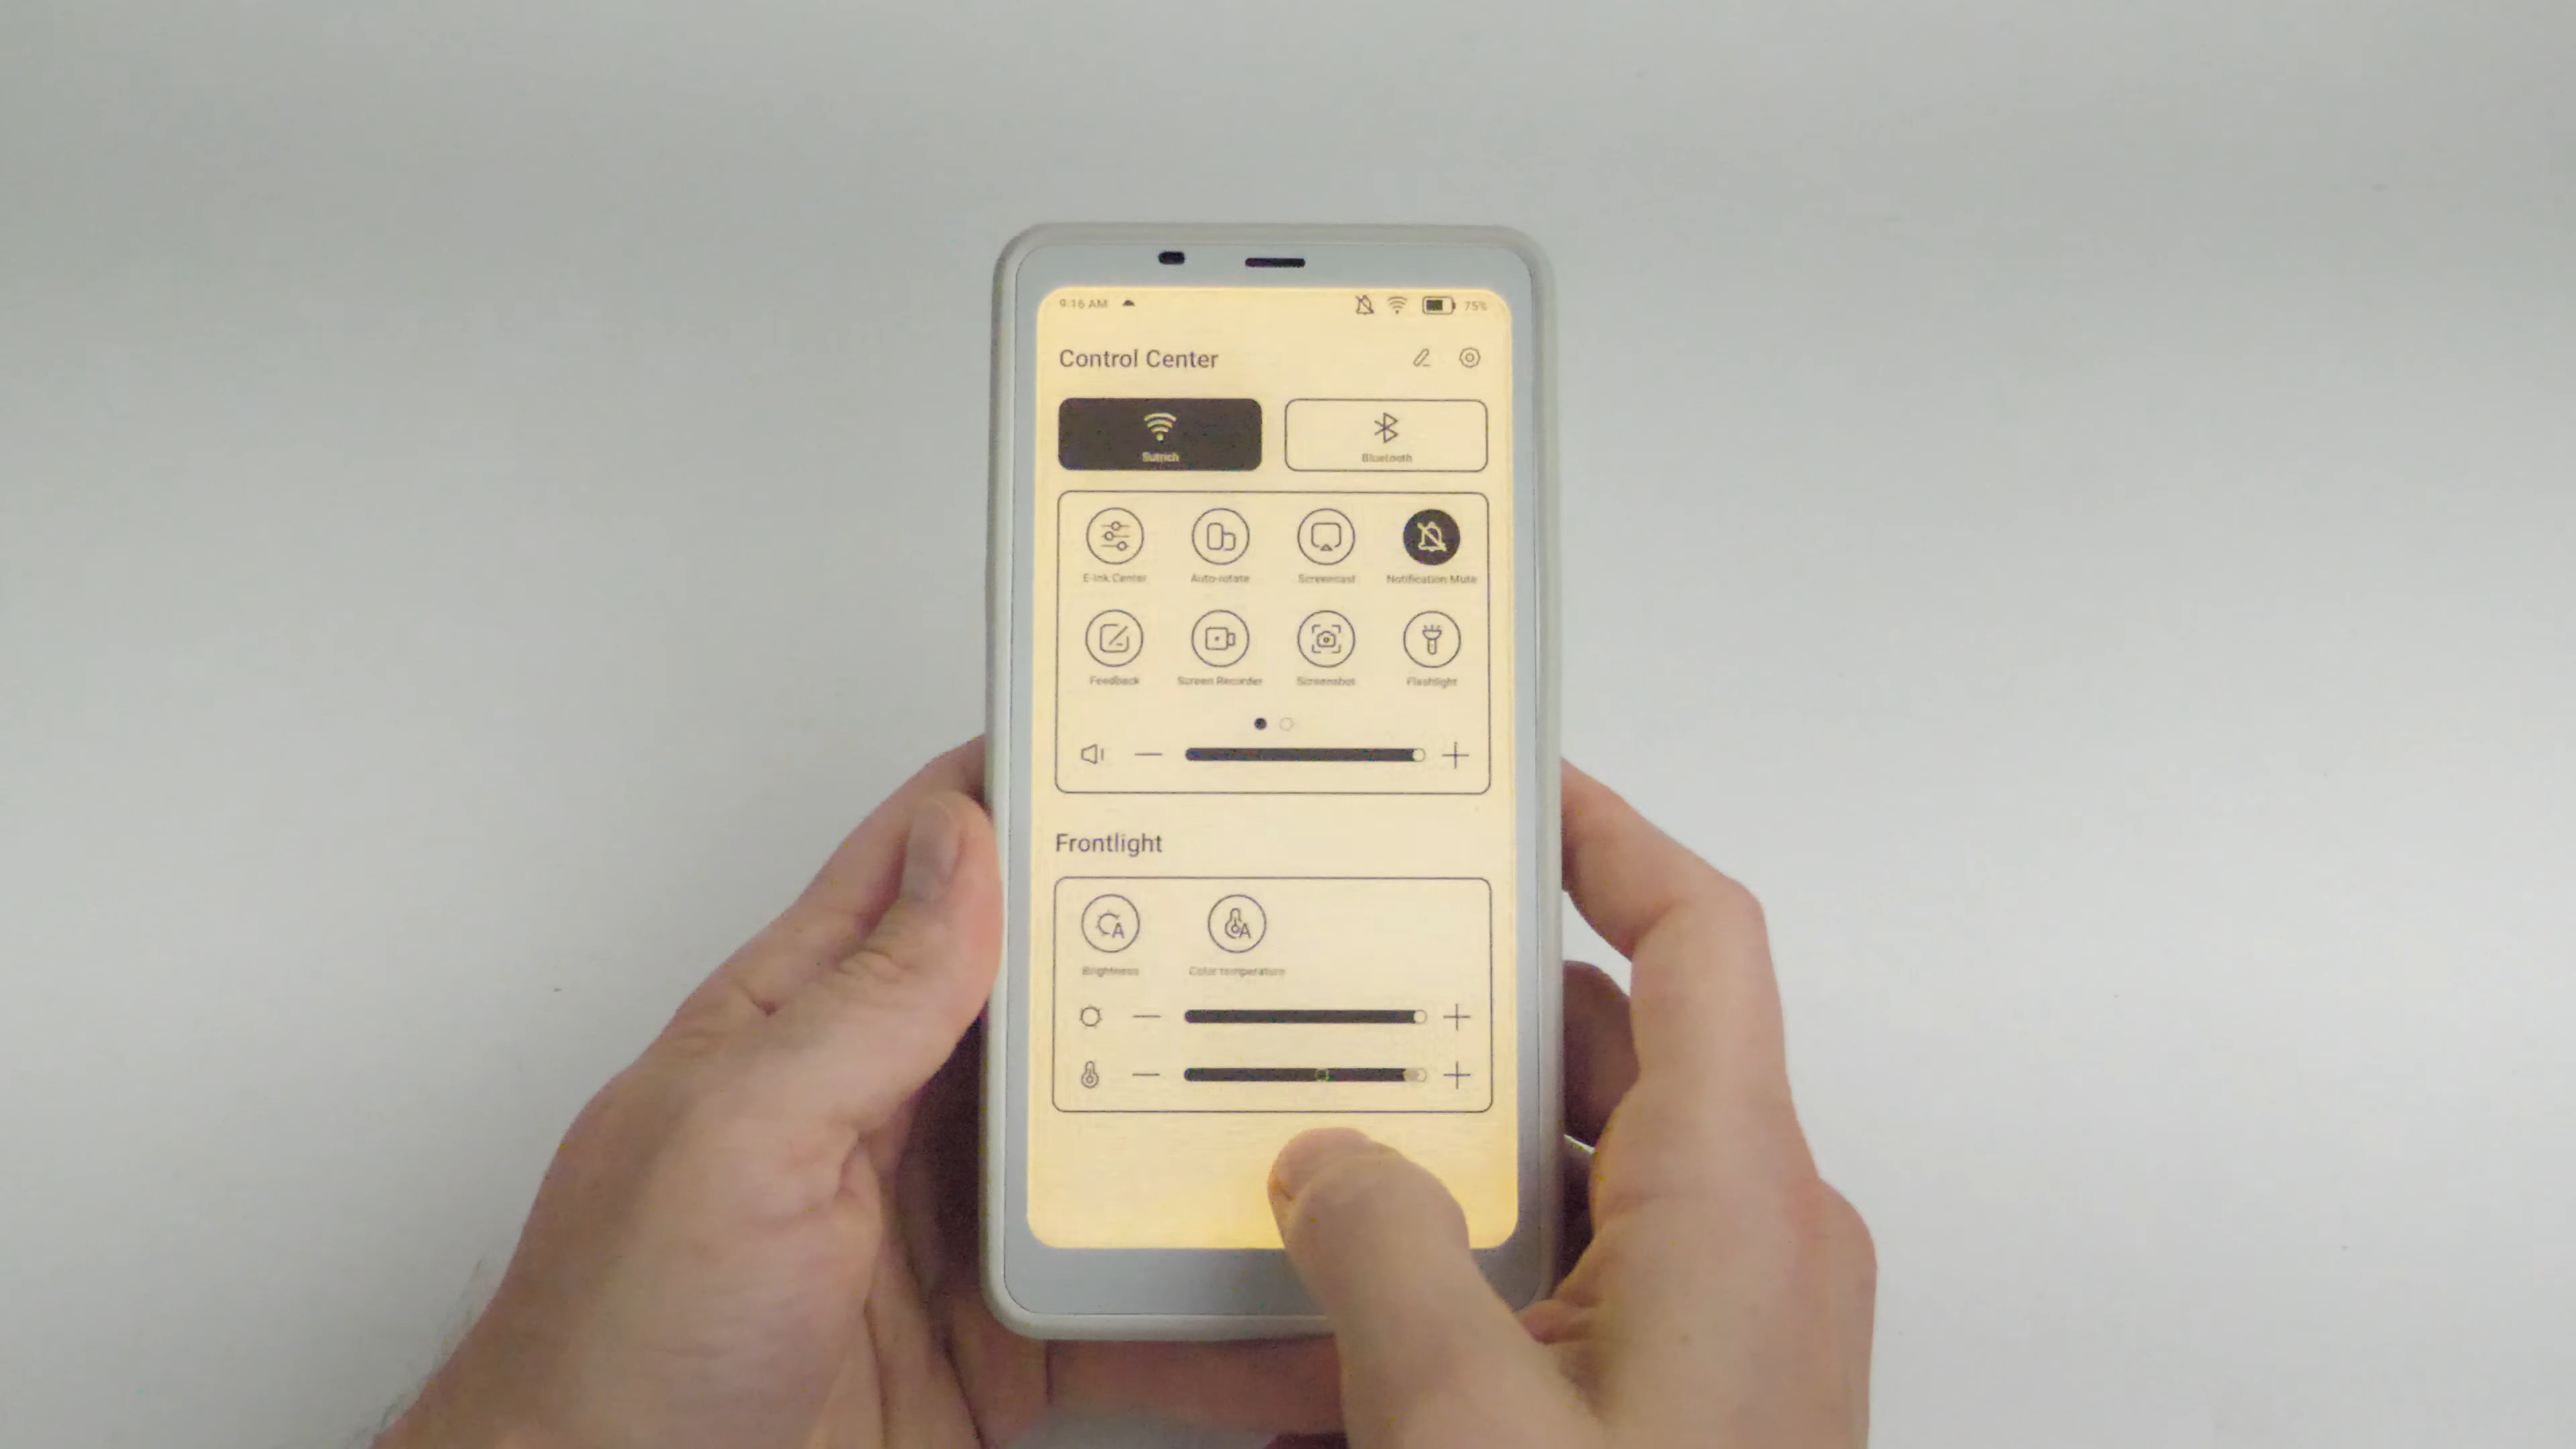 9:16 AM 75%
Control Center
Sutrich Bluetooth
E-Ink Center Auto-rotate Screencast Notification Mute
Feedback Screen Recorder Screenshot Flashlight
Frontlight
A A
Brightness Color temperature